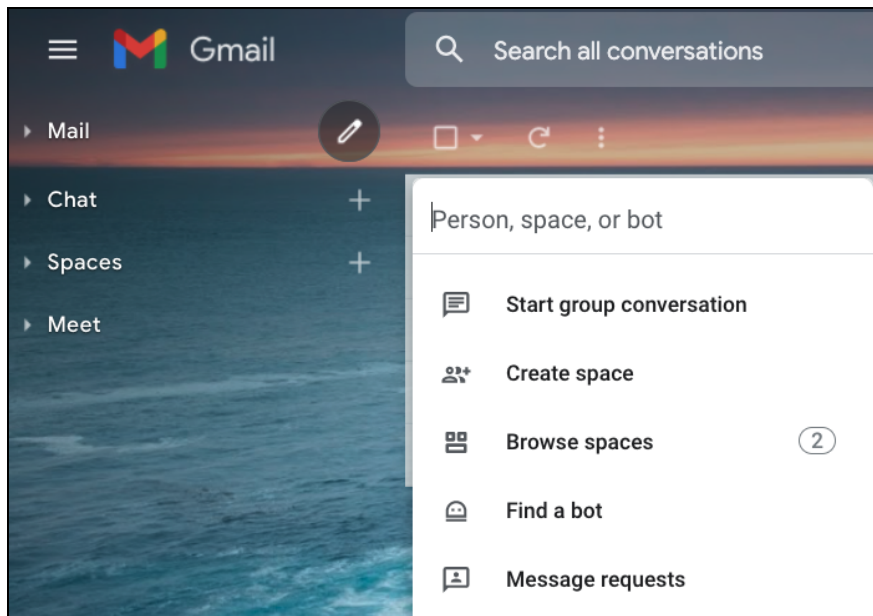 Gmail
Search all conversations
Mail
Chat
Spaces
Meet
Person, space, or bot
Start group conversation
Create space
Browse spaces 2
Find a bot
Message requests